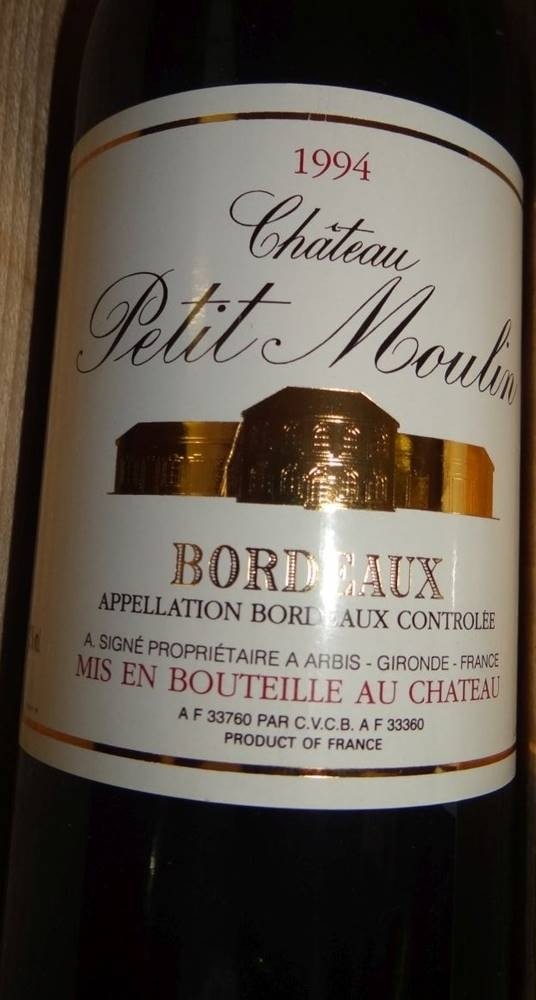 1994
Château
Petit Moulin
BORDEAUX
APPELLATION BORDEAUX CONTROLÉE
A. SIGNÉ PROPRIÉTAIRE A ARBIS - GIRONDE - FRANCE
MIS EN BOUTEILLE AU CHATEAU
A F 33760 PAR C.V.C.B. A F 33360
PRODUCT OF FRANCE